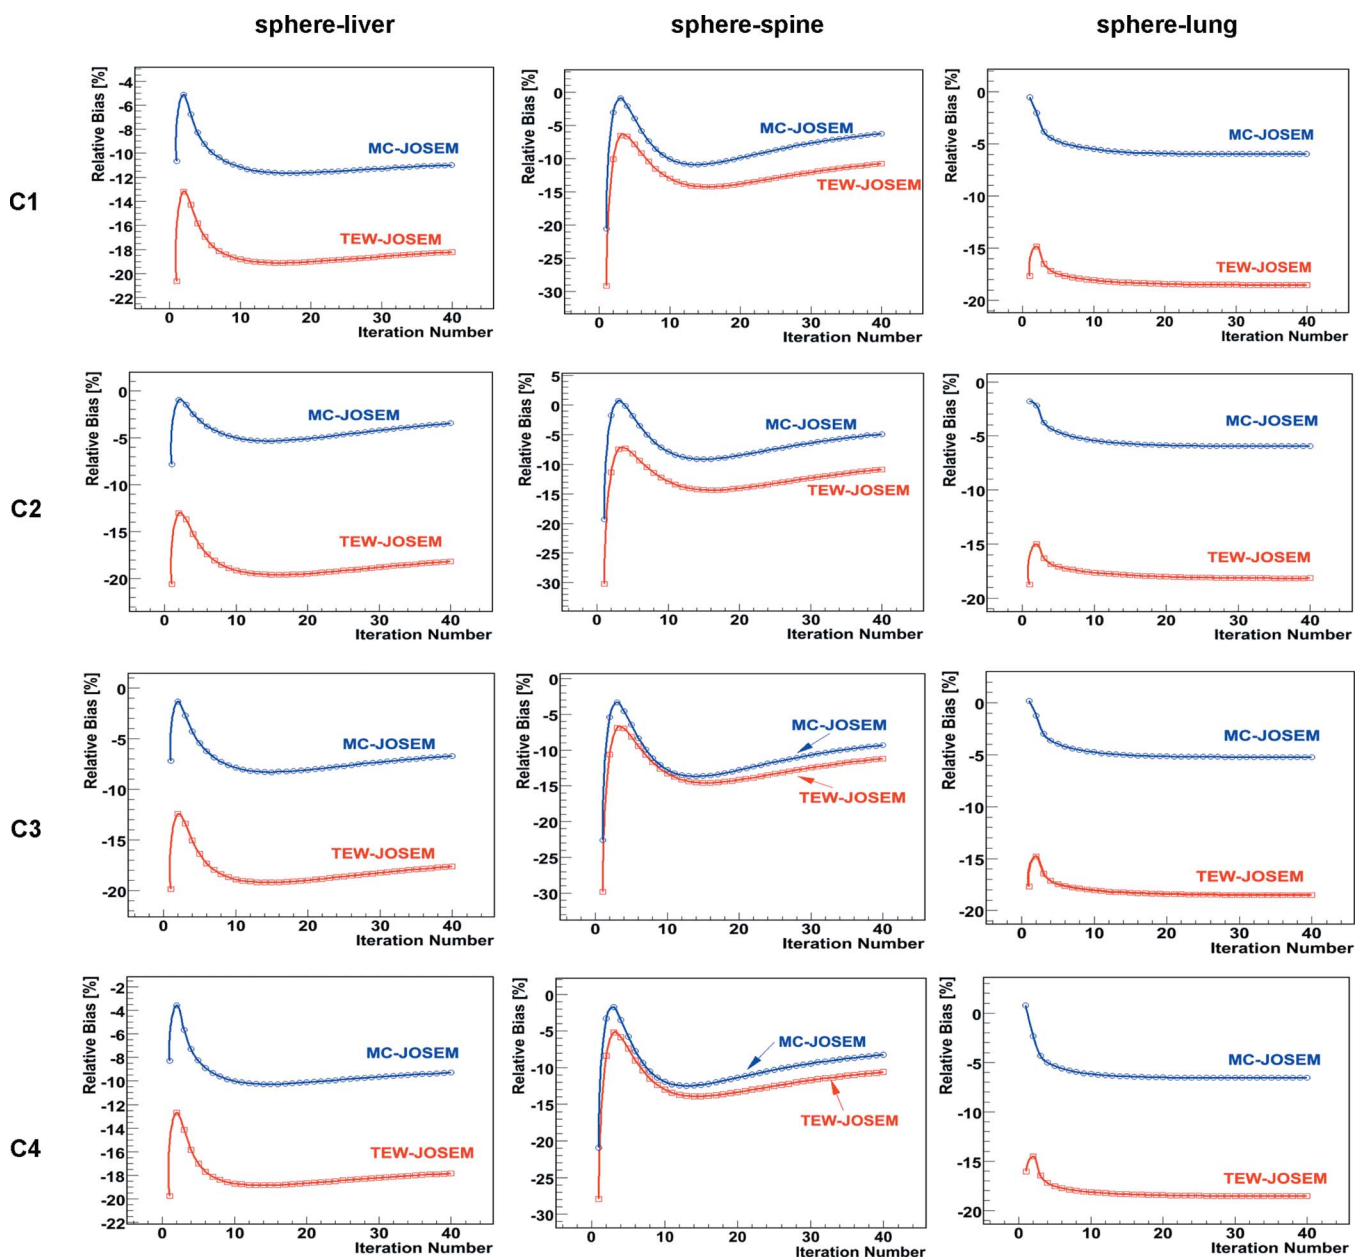 sphere-liver sphere-spine sphere-lung
C1
Relative Bias [%]
-4
-6
-8
-10
-12
-14
-16
-18
-20
-22
MC-JOSEM
TEW-JOSEM
0 10 20 30 40
Iteration Number
Relative Bias [%]
0
-5
-10
-15
-20
-25
-30
MC-JOSEM
TEW-JOSEM
0 10 20 30 40
Iteration Number
Relative Bias [%]
0
-5
-10
-15
-20
MC-JOSEM
TEW-JOSEM
0 10 20 30 40
Iteration Number
C2
Relative Bias [%]
0
-5
-10
-15
-20
MC-JOSEM
TEW-JOSEM
0 10 20 30 40
Iteration Number
Relative Bias [%]
5
0
-5
-10
-15
-20
-25
-30
MC-JOSEM
TEW-JOSEM
0 10 20 30 40
Iteration Number
Relative Bias [%]
0
-5
-10
-15
-20
MC-JOSEM
TEW-JOSEM
0 10 20 30 40
Iteration Number
C3
Relative Bias [%]
0
-5
-10
-15
-20
MC-JOSEM
TEW-JOSEM
0 10 20 30 40
Iteration Number
Relative Bias [%]
0
-5
-10
-15
-20
-25
-30
MC-JOSEM
TEW-JOSEM
0 10 20 30 40
Iteration Number
Relative Bias [%]
0
-5
-10
-15
-20
MC-JOSEM
TEW-JOSEM
0 10 20 30 40
Iteration Number
C4
Relative Bias [%]
-2
-4
-6
-8
-10
-12
-14
-16
-18
-20
-22
MC-JOSEM
TEW-JOSEM
0 10 20 30 40
Iteration Number
Relative Bias [%]
0
-5
-10
-15
-20
-25
-30
MC-JOSEM
TEW-JOSEM
0 10 20 30 40
Iteration Number
Relative Bias [%]
0
-5
-10
-15
-20
MC-JOSEM
TEW-JOSEM
0 10 20 30 40
Iteration Number